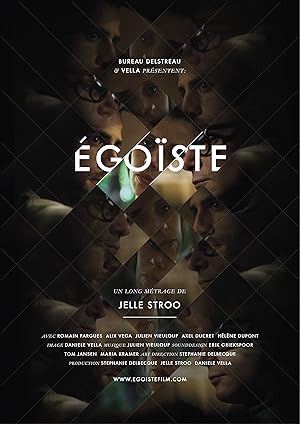 BUREAU DELSTREAU
& VELLA PRÉSENTENT:
ÉGOÏSTE
UN LONG MÉTRAGE DE
JELLE STROO
AVEC ROMAIN FARGUES ALIX VEGA JULIEN VIEULOUP AXEL DUCRET HÉLÈNE DUPONT
IMAGE DANIELE VELLA MUSIQUE JULIEN VIEULOUP SOUNDDESIGN ERIK GRIEKSPOOR
TOM JANSEN MARIA KRAMER ART DIRECTION STEPHANIE DELBECQUE
PRODUCTION STEPHANIE DELBECQUE JELLE STROO DANIELE VELLA
WWW.EGOISTEFILM.COM